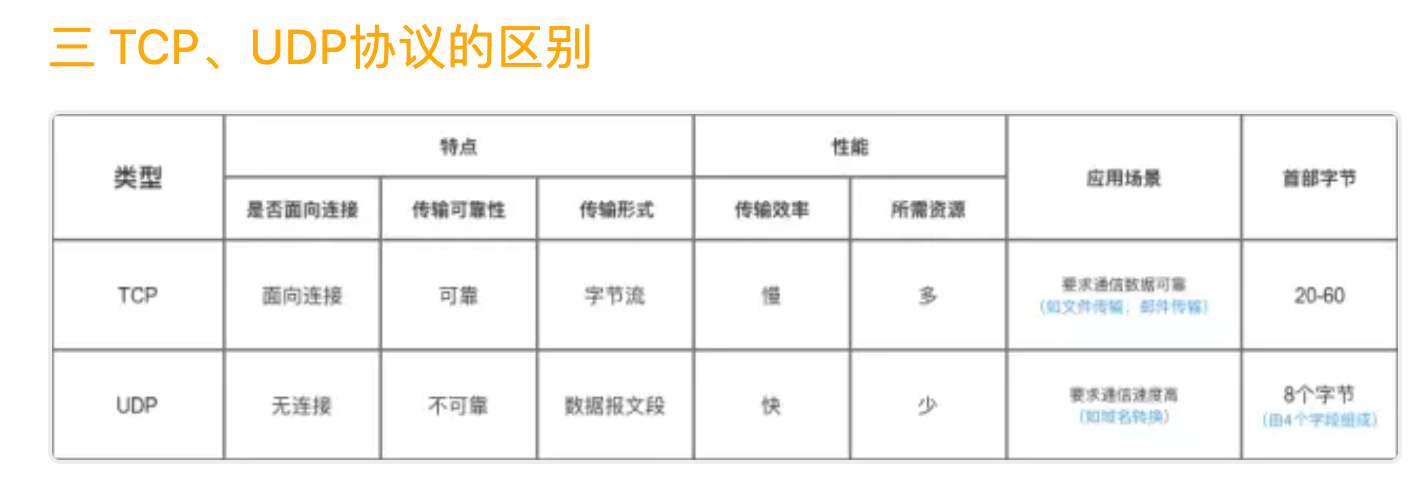 三 TCP、UDP协议的区别
类型 特点 性能 应用场景 首部字节
是否面向连接 传输可靠性 传输形式 传输效率 所需资源
TCP 面向连接 可靠 字节流 慢 多 要求通信数据可靠 20-60
(如文件传输、邮件传输)
UDP 无连接 不可靠 数据报文段 快 少 要求通信速度高 8个字节
(如域名转换) (由4个字段组成)